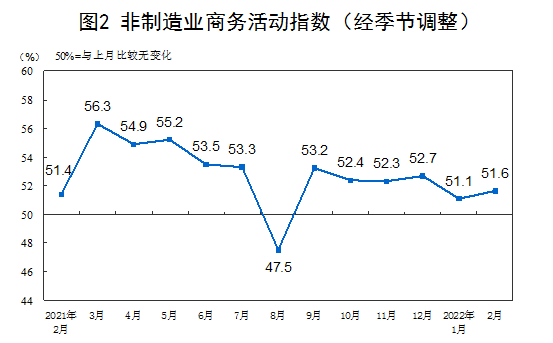 图2 非制造业商务活动指数（经季节调整）
（%） 50%=与上月比较无变化
60
58
56
54
52
50
48
46
44
51.4
56.3
54.9
55.2
53.5
53.3
47.5
53.2
52.4
52.3
52.7
51.1
51.6
2021年
2月
3月
4月
5月
6月
7月
8月
9月
10月
11月
12月
2022年
1月
2月